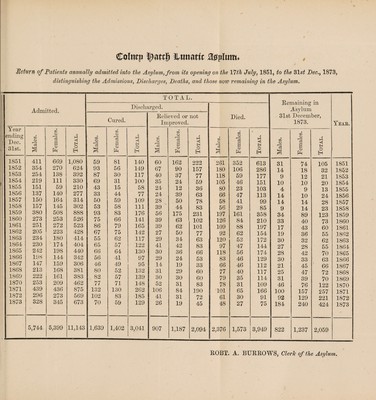 Colney Hatch Lunatic Asylum.
Return of Patients annually admitted into the Asylum, from its opening on the 17th July, 1851, to the 31st Dec., 1873,
distinguishing the Admissions, Discharges, Deaths, and those now remaining in the Asylum.
TOTAL.
Admitted. Discharged. Died. Remaining in Asylum 31st December, 1873. YEAR.
Cured. Relieved or not Improved.
Year ending Dec. 31st. Males. Females. TOTAL. Males. Females. TOTAL. Males. Females. TOTAL. Males. Females. TOTAL. Males. Females. TOTAL.
1851 411 669 1,080 59 81 140 60 162 222 261 352 613 31 74 105 1851
1852 354 270 624 93 56 149 67 90 157 180 106 286 14 18 32 1852
1853 254 138 392 87 30 117 40 37 77 118 59 177 9 12 21 1853
1854 219 111 330 69 31 100 35 24 59 105 46 151 10 10 20 1854
1855 151 59 210 43 15 58 24 12 36 80 23 103 4 9 13 1855
1856 137 140 277 33 44 77 24 39 63 66 47 113 14 10 24 1856
1857 150 164 314 50 59 109 28 50 78 58 41 99 14 14 28 1857
1858 157 145 302 53 58 111 39 44 83 56 29 85 9 14 23 1858
1859 380 508 888 93 83 176 56 175 231 197 161 358 34 89 123 1859
1860 273 253 526 75 66 141 39 63 102 126 84 210 33 40 73 1860
1861 251 272 523 86 79 165 39 62 101 109 88 197 17 43 60 1861
1862 205 223 428 67 75 142 27 50 77 92 62 154 19 36 55 1862
1863 234 180 414 55 62 117 29 34 63 120 52 172 30 32 62 1863
1864 230 174 404 65 57 122 41 42 83 97 47 144 27 28 55 1864
1865 242 198 440 66 64 130 30 36 66 118 56 174 28 42 70 1865
1866 198 144 342 56 41 97 29 24 53 83 46 129 30 33 63 1866
1867 147 159 306 46 49 95 14 19 33 66 46 112 21 45 66 1867
1868 213 168 381 80 52 132 31 29 60 77 40 117 25 47 72 1868
1869 222 161 383 82 57 139 30 30 60 79 35 114 31 39 70 1869
1870 253 209 462 77 71 148 52 31 83 78 31 109 46 76 122 1870
1871 439 436 875 132 130 262 106 84 190 101 65 166 100 157 257 1871
1872 296 273 569 102 83 185 41 31 72 61 30 91 92 129 221 1872
1873 328 345 673 70 59 129 26 19 45 48 27 75 184 240 424 1873
5,744 5,399 11,143 1,639 1,402 3,041 907 1,187 2,094 2,376 1,573 3,949 822 1,237 2,059
ROBT. A. BURROWS, Clerk of the Asylum.